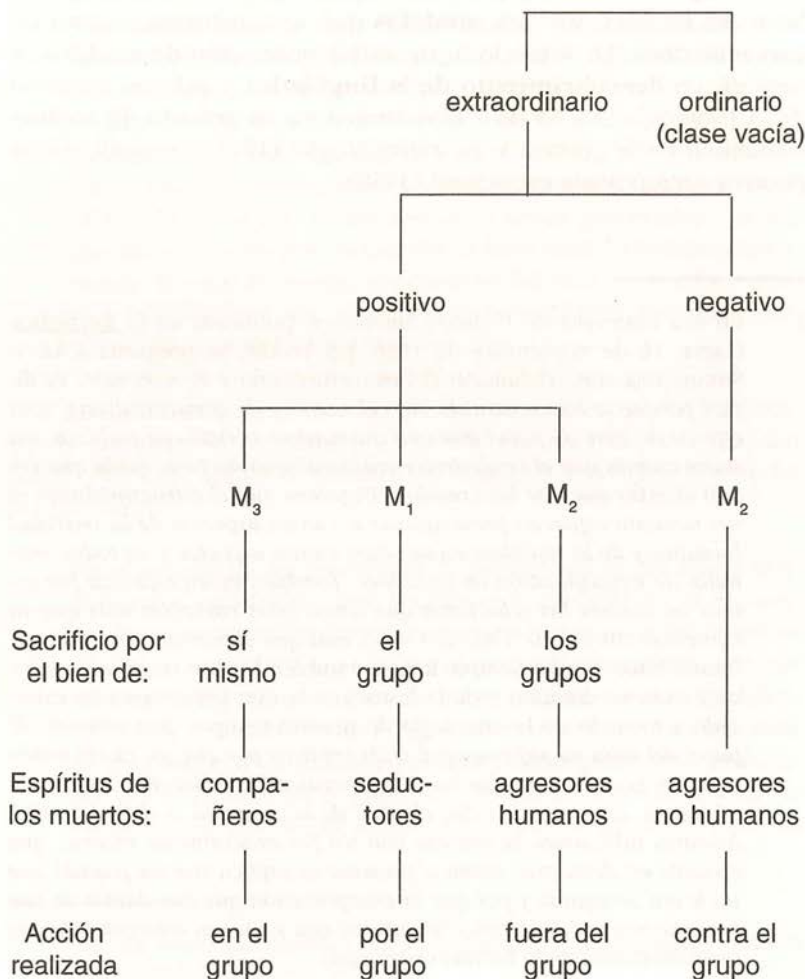 extraordinario ordinario
(clase vacía)
positivo negativo
M₃ M₁ M₂ M₂
Sacrificio por sí el los
el bien de: mismo grupo grupos
Espíritus de compa- seduc- agresores agresores
los muertos: ñeros tores humanos no humanos
Acción en el por el fuera del contra el
realizada grupo grupo grupo grupo